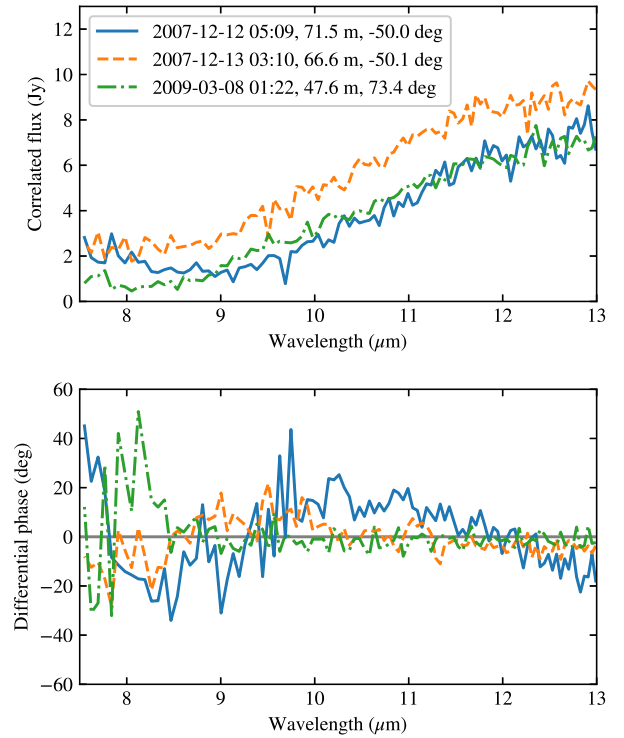 12
10
8
6
4
2
0
Correlated flux (Jy)
2007-12-12 05:09, 71.5 m, -50.0 deg
2007-12-13 03:10, 66.6 m, -50.1 deg
2009-03-08 01:22, 47.6 m, 73.4 deg
8 9 10 11 12 13
Wavelength (μm)
60
40
20
0
−20
−40
−60
Differential phase (deg)
8 9 10 11 12 13
Wavelength (μm)